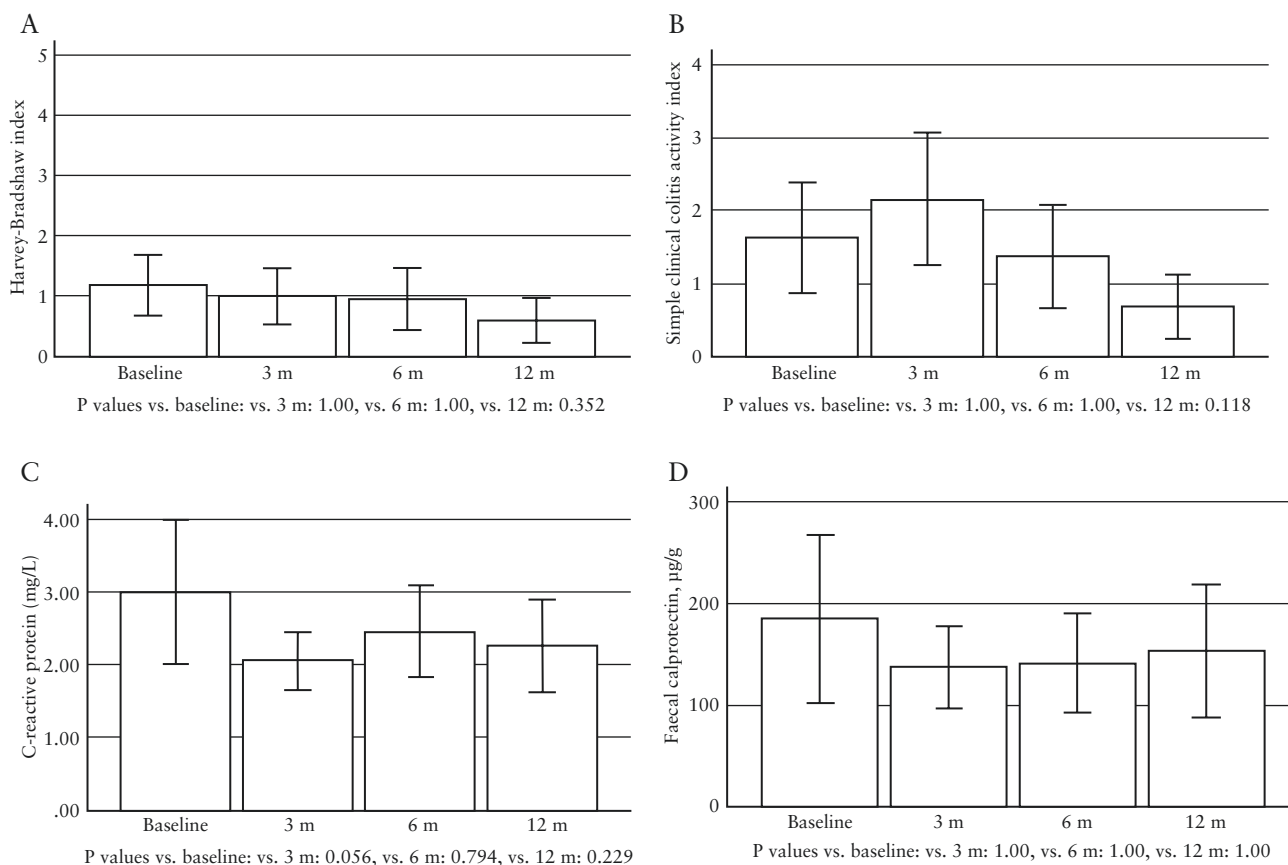 A
Harvey-Bradshaw index
5
4
3
2
1
0
Baseline 3 m 6 m 12 m
P values vs. baseline: vs. 3 m: 1.00, vs. 6 m: 1.00, vs. 12 m: 0.352
B
Simple clinical colitis activity index
4
3
2
1
0
Baseline 3 m 6 m 12 m
P values vs. baseline: vs. 3 m: 1.00, vs. 6 m: 1.00, vs. 12 m: 0.118
C
C-reactive protein (mg/L)
4.00
3.00
2.00
1.00
.00
Baseline 3 m 6 m 12 m
P values vs. baseline: vs. 3 m: 0.056, vs. 6 m: 0.794, vs. 12 m: 0.229
D
Faecal calprotectin, µg/g
300
200
100
0
Baseline 3 m 6 m 12 m
P values vs. baseline: vs. 3 m: 1.00, vs. 6 m: 1.00, vs. 12 m: 1.00